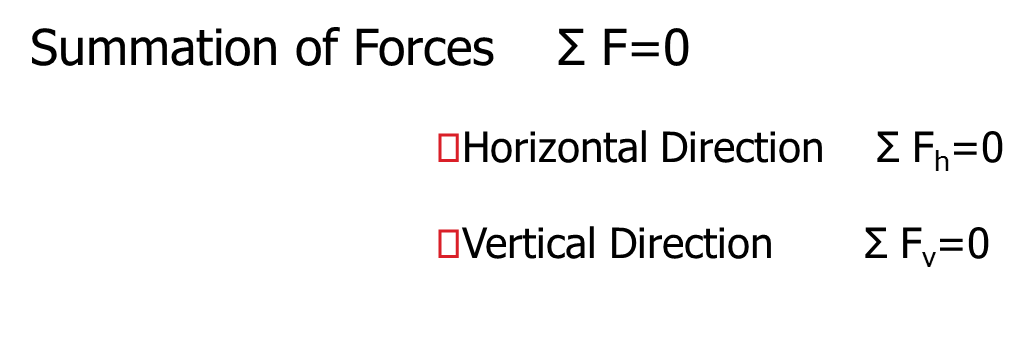 Summation of Forces Σ F=0
Horizontal Direction Σ Fₕ=0
Vertical Direction Σ Fᵥ=0